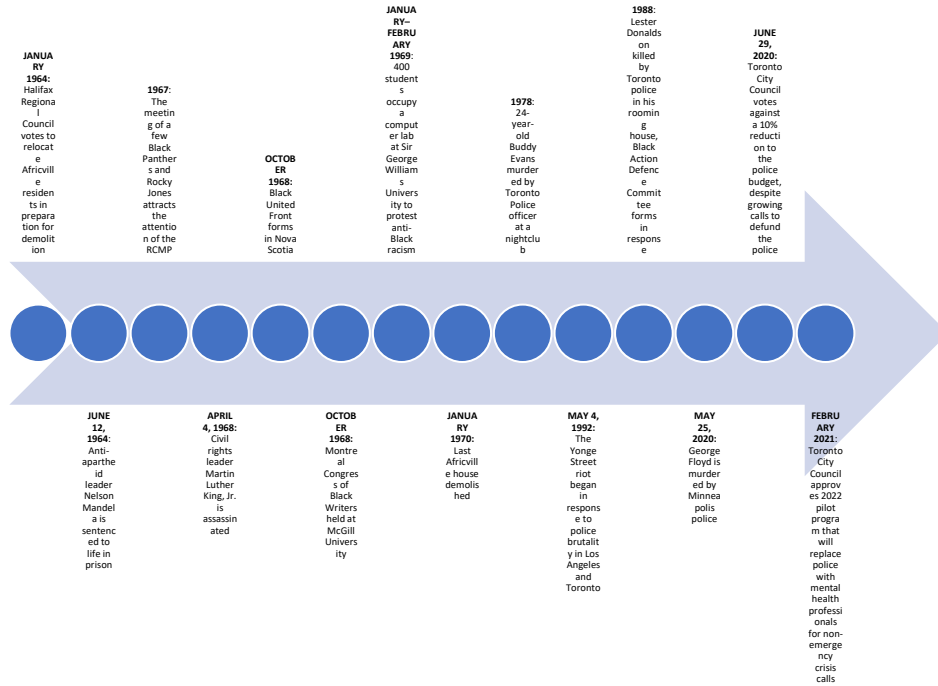 JANUA
RY
1964:
Halifax
Regiona
l
Council
votes to
relocat
e
Africvill
e
residen
ts in
prepara
tion for
demolit
ion
JUNE
12,
1964:
Anti-
aparthe
id
leader
Nelson
Mandel
a is
sentenc
ed to
life in
prison
1967:
The
meetin
g of a
few
Black
Panther
s and
Rocky
Jones
attracts
the
attentio
n of the
RCMP
APRIL
4, 1968:
Civil
rights
leader
Martin
Luther
King, Jr.
is
assassin
ated
OCTOB
ER
1968:
Black
United
Front
forms
in Nova
Scotia
OCTOB
ER
1968:
Montre
al
Congres
s of
Black
Writers
held at
McGill
Univers
ity
JANUA
RY–
FEBRU
ARY
1969:
400
student
s
occupy
a
comput
er lab
at Sir
George
William
s
Univers
ity to
protest
anti-
Black
racism
JANUA
RY
1970:
Last
Africvill
e house
demolis
hed
1978:
24-
year-
old
Buddy
Evans
murder
ed by
Toronto
Police
officer
at a
nightclu
b
MAY 4,
1992:
The
Yonge
Street
riot
began
in
respons
e to
police
brutalit
y in Los
Angeles
and
Toronto
1988:
Lester
Donalds
on
killed
by
Toronto
police
in his
roomin
g
house,
Black
Action
Defenc
e
Commit
tee
forms
in
respons
e
MAY
25,
2020:
George
Floyd is
murder
ed by
Minnea
polis
police
JUNE
29,
2020:
Toronto
City
Council
votes
against
a 10%
reducti
on to
the
police
budget,
despite
growing
calls to
defund
the
police
FEBRU
ARY
2021:
Toronto
City
Council
approv
es 2022
pilot
progra
m that
will
replace
police
with
mental
health
professi
onals
for non-
emerge
ncy
crisis
calls